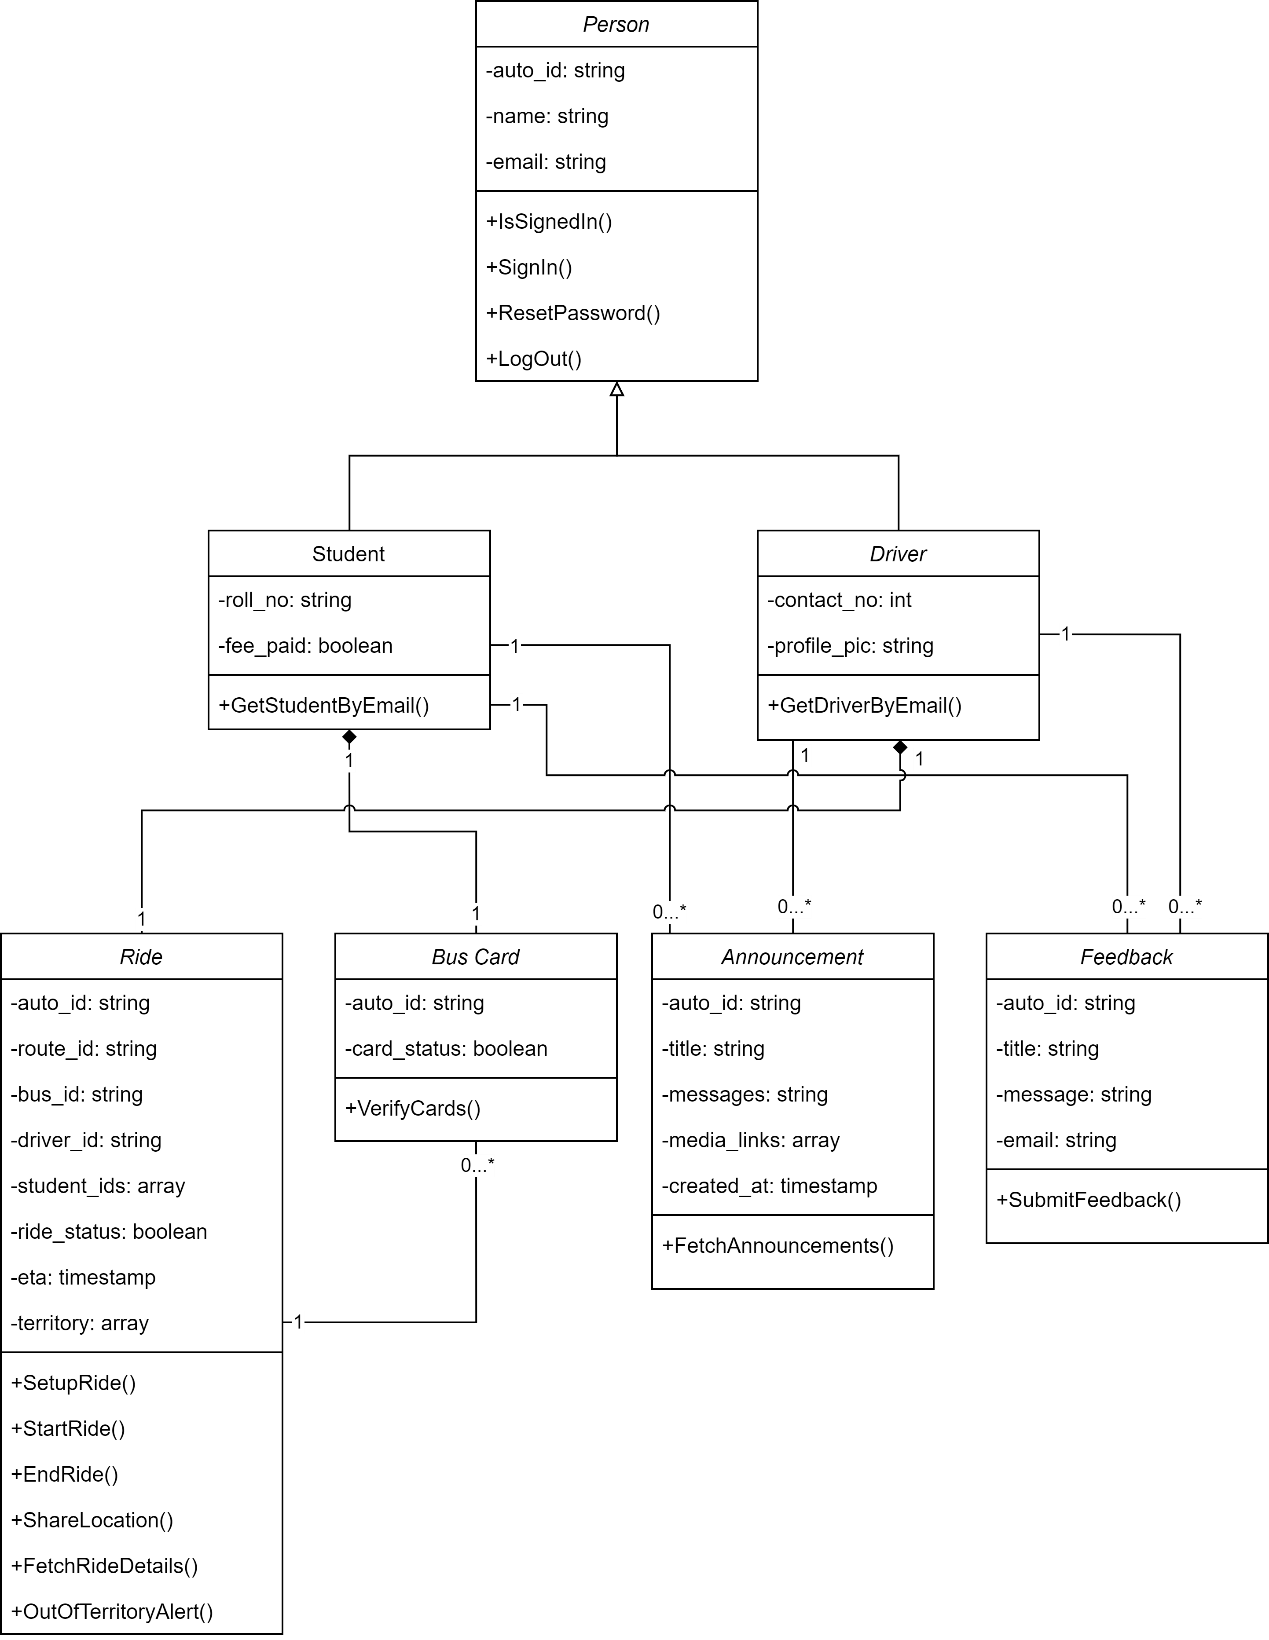 Person
-auto_id: string
-name: string
-email: string
+IsSignedIn()
+SignIn()
+ResetPassword()
+LogOut()
Student
-roll_no: string
-fee_paid: boolean
+GetStudentByEmail()
1
1
1
Driver
-contact_no: int
-profile_pic: string
+GetDriverByEmail()
1
1
1
1
1
0...*
0...*
0...*
0...*
Ride
-auto_id: string
-route_id: string
-bus_id: string
-driver_id: string
-student_ids: array
-ride_status: boolean
-eta: timestamp
-territory: array
+SetupRide()
+StartRide()
+EndRide()
+ShareLocation()
+FetchRideDetails()
+OutOfTerritoryAlert()
1
Bus Card
-auto_id: string
-card_status: boolean
+VerifyCards()
0...*
Announcement
-auto_id: string
-title: string
-messages: string
-media_links: array
-created_at: timestamp
+FetchAnnouncements()
Feedback
-auto_id: string
-title: string
-message: string
-email: string
+SubmitFeedback()